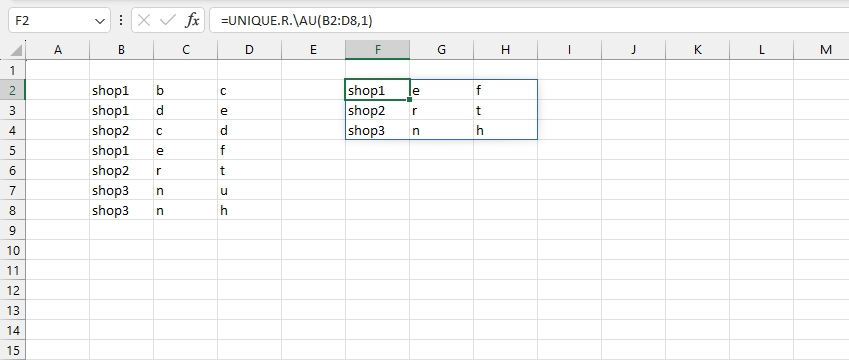 F2 fx =UNIQUE.R.\AU(B2:D8,1)
A B C D E F G H I J K L M
1
2 shop1 b c shop1 e f
3 shop1 d e shop2 r t
4 shop2 c d shop3 n h
5 shop1 e f
6 shop2 r t
7 shop3 n u
8 shop3 n h
9
10
11
12
13
14
15